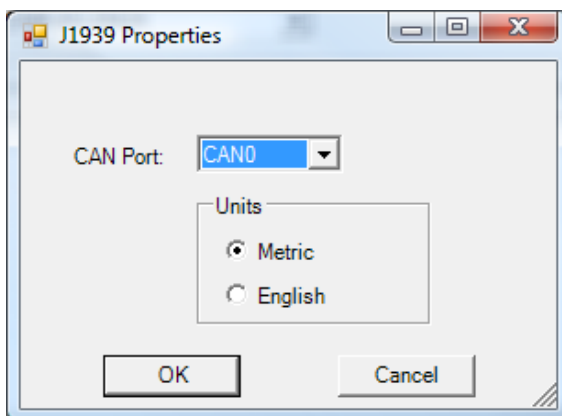 J1939 Properties
CAN Port: CAN0
Units
Metric
English
OK Cancel